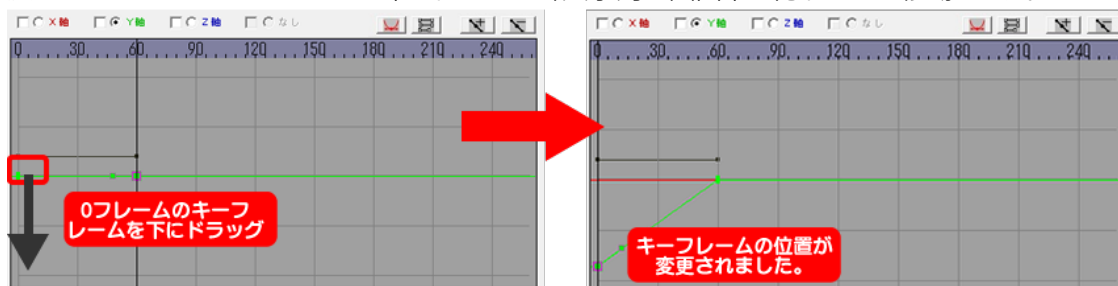 X軸 Y軸 Z軸 なし
0 30 60 90 120 150 180 210 240
0フレームのキーフ
レームを下にドラッグ
X軸 Y軸 Z軸 なし
0 30 60 90 120 150 180 210 240
キーフレームの位置が
変更されました。